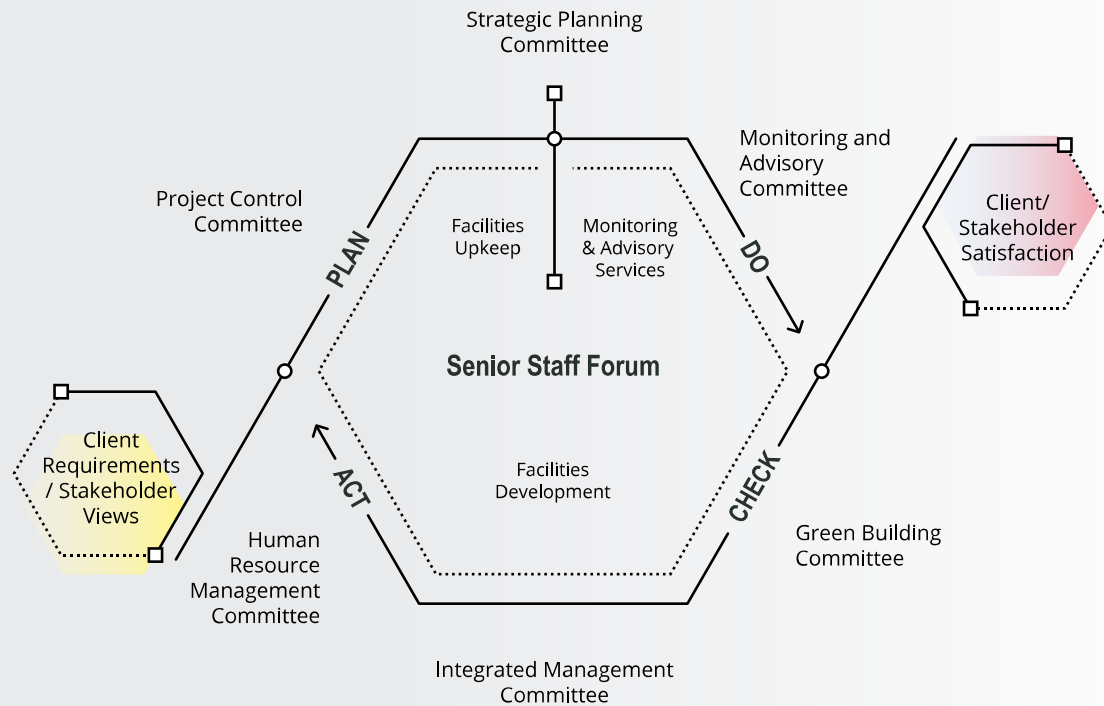 Strategic Planning
Committee
Project Control
Committee
Monitoring and
Advisory
Committee
Client/
Stakeholder
Satisfaction
PLAN
Facilities
Upkeep
Monitoring
& Advisory
Services
DO
Senior Staff Forum
Client
Requirements
/ Stakeholder
Views
ACT
Facilities
Development
CHECK
Human
Resource
Management
Committee
Green Building
Committee
Integrated Management
Committee